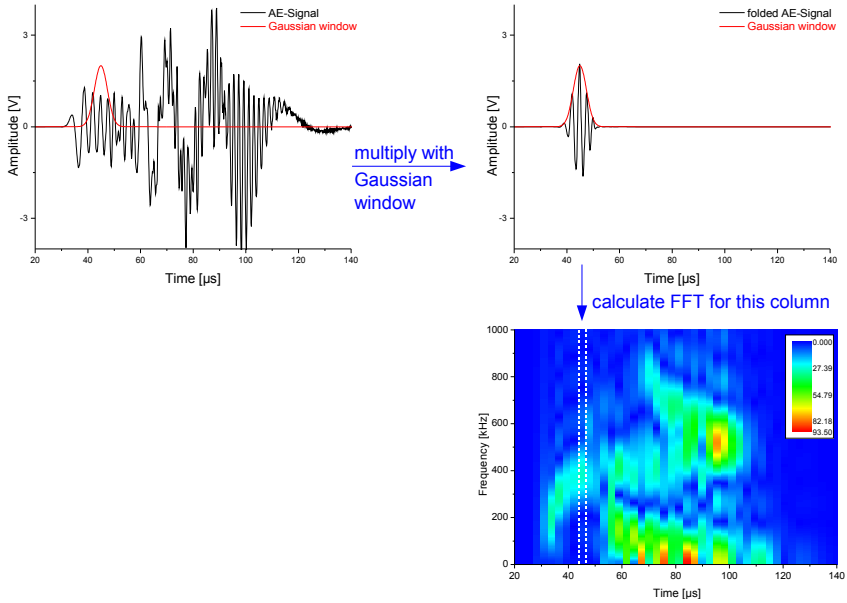 AE-Signal
Gaussian window
3
0
-3
Amplitude [V]
20 40 60 80 100 120 140
Time [µs]
multiply with
Gaussian
window
folded AE-Signal
Gaussian window
3
0
-3
Amplitude [V]
20 40 60 80 100 120 140
Time [µs]
calculate FFT for this column
1000
800
600
400
200
0
Frequency [kHz]
0.000
27.39
54.79
82.18
93.50
20 40 60 80 100 120 140
Time [µs]